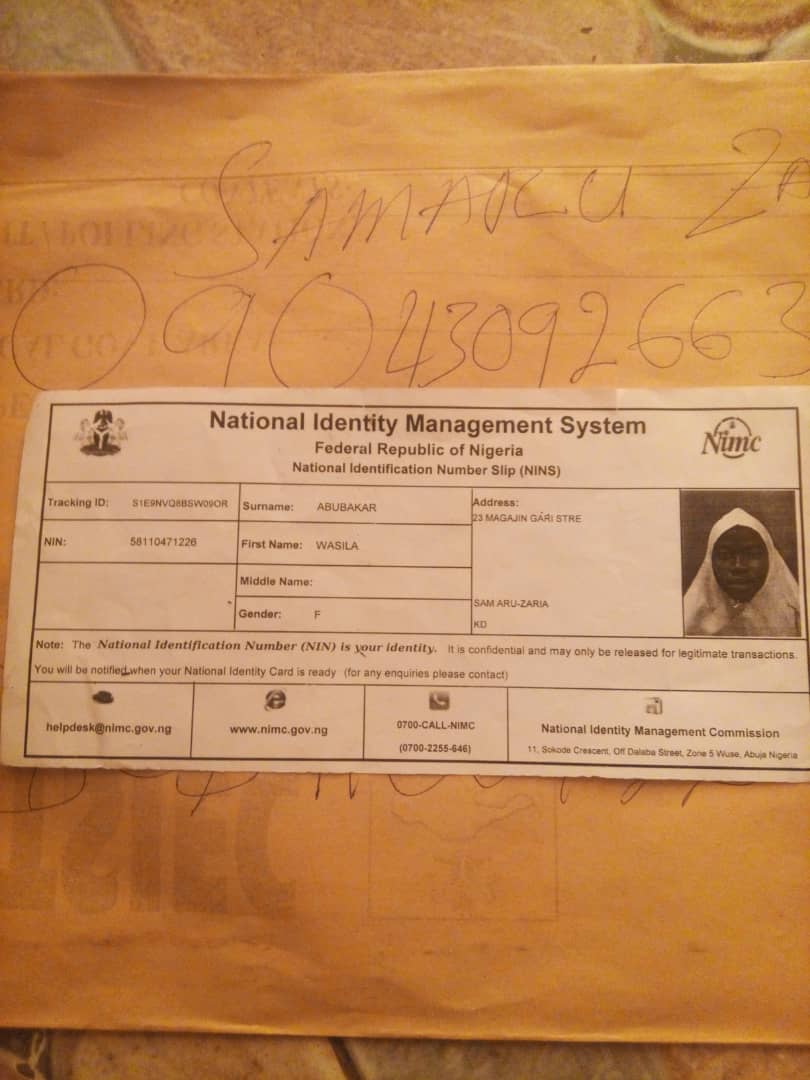 SAMARU ZA
09043092663
National Identity Management System
Federal Republic of Nigeria
National Identification Number Slip (NINS)
Nimc
Tracking ID: S1E9NVQ8BSW09OR
Surname: ABUBAKAR
Address:
23 MAGAJIN GARI STRE
NIN: 58110471226
First Name: WASILA
Middle Name:
Gender: F
SAM ARU-ZARIA
KD
Note: The National Identification Number (NIN) is your identity. It is confidential and may only be released for legitimate transactions.
You will be notified when your National Identity Card is ready (for any enquiries please contact)
helpdesk@nimc.gov.ng
www.nimc.gov.ng
0700-CALL-NIMC
(0700-2255-646)
National Identity Management Commission
11, Sokode Crescent, Off Dalaba Street, Zone 5 Wuse, Abuja Nigeria